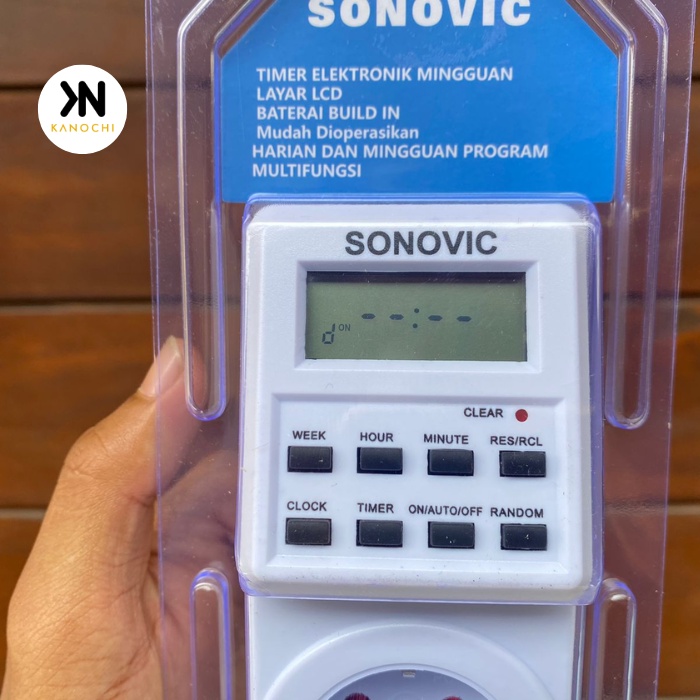 SONOVIC
TIMER ELEKTRONIK MINGGUAN
LAYAR LCD
BATERAI BUILD IN
Mudah Dioperasikan
HARIAN DAN MINGGUAN PROGRAM
MULTIFUNGSI
KN
KANOCHI
SONOVIC
--:--
d ON
CLEAR
WEEK HOUR MINUTE RES/RCL
CLOCK TIMER ON/AUTO/OFF RANDOM